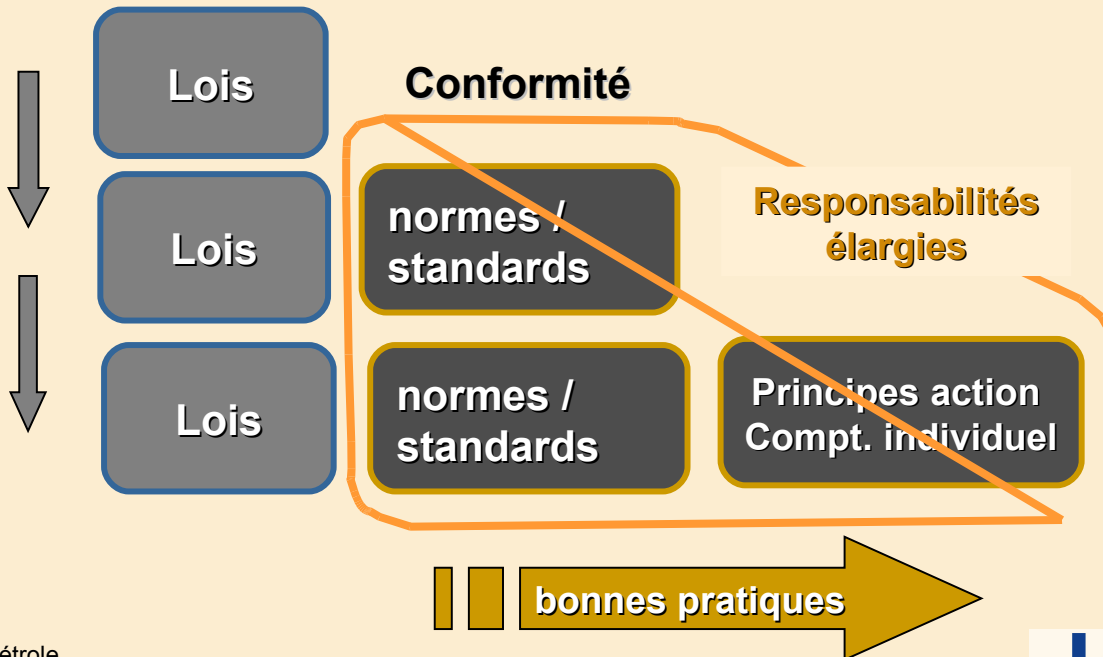 Lois
Conformité
Lois
normes /
standards
Responsabilités
élargies
Lois
normes /
standards
Principes action
Compt. individuel
bonnes pratiques
étrole